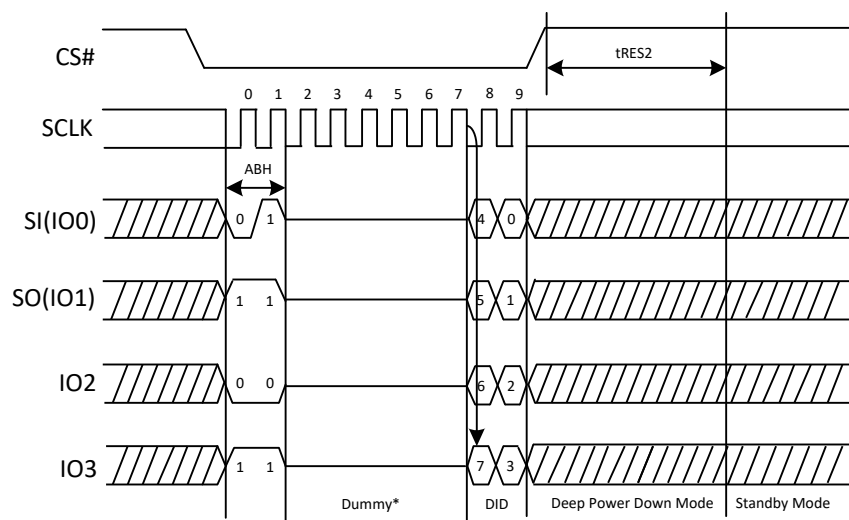 CS#
tRES2
0 1 2 3 4 5 6 7 8 9
SCLK
ABH
SI(IO0) 0 1 4 0
SO(IO1) 1 1 5 1
IO2 0 0 6 2
IO3 1 1 7 3
Dummy* DID Deep Power Down Mode Standby Mode